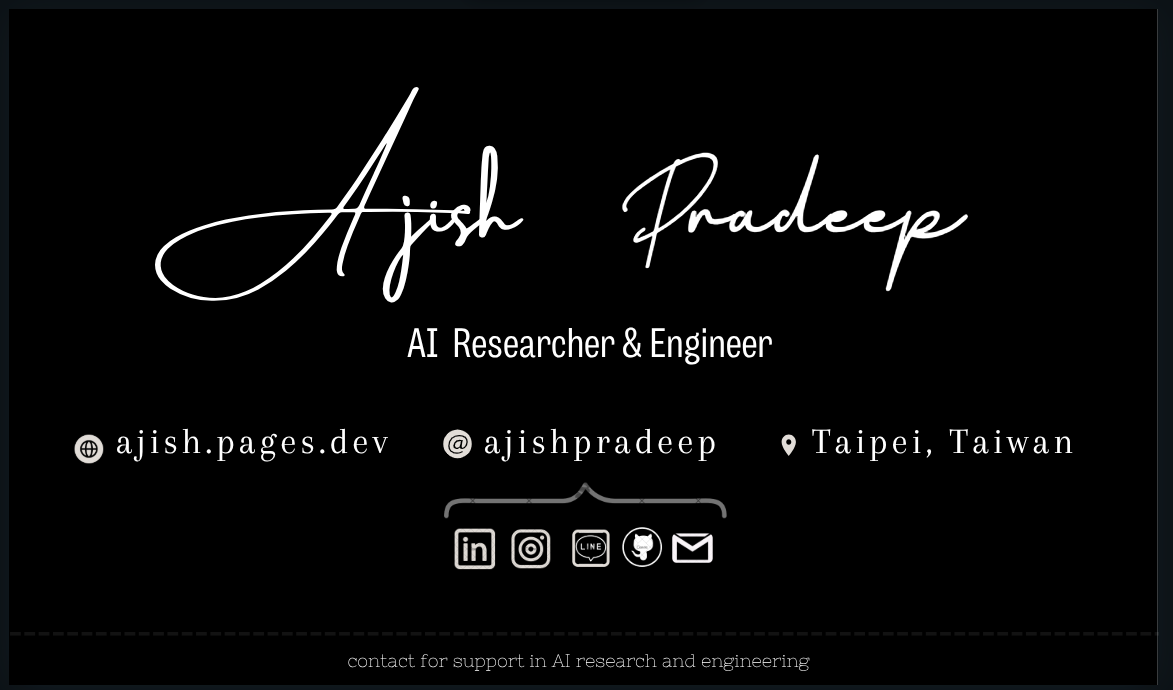 Ajish Pradeep
AI Researcher & Engineer
ajish.pages.dev @ ajishpradeep Taipei, Taiwan
in LINE
contact for support in AI research and engineering